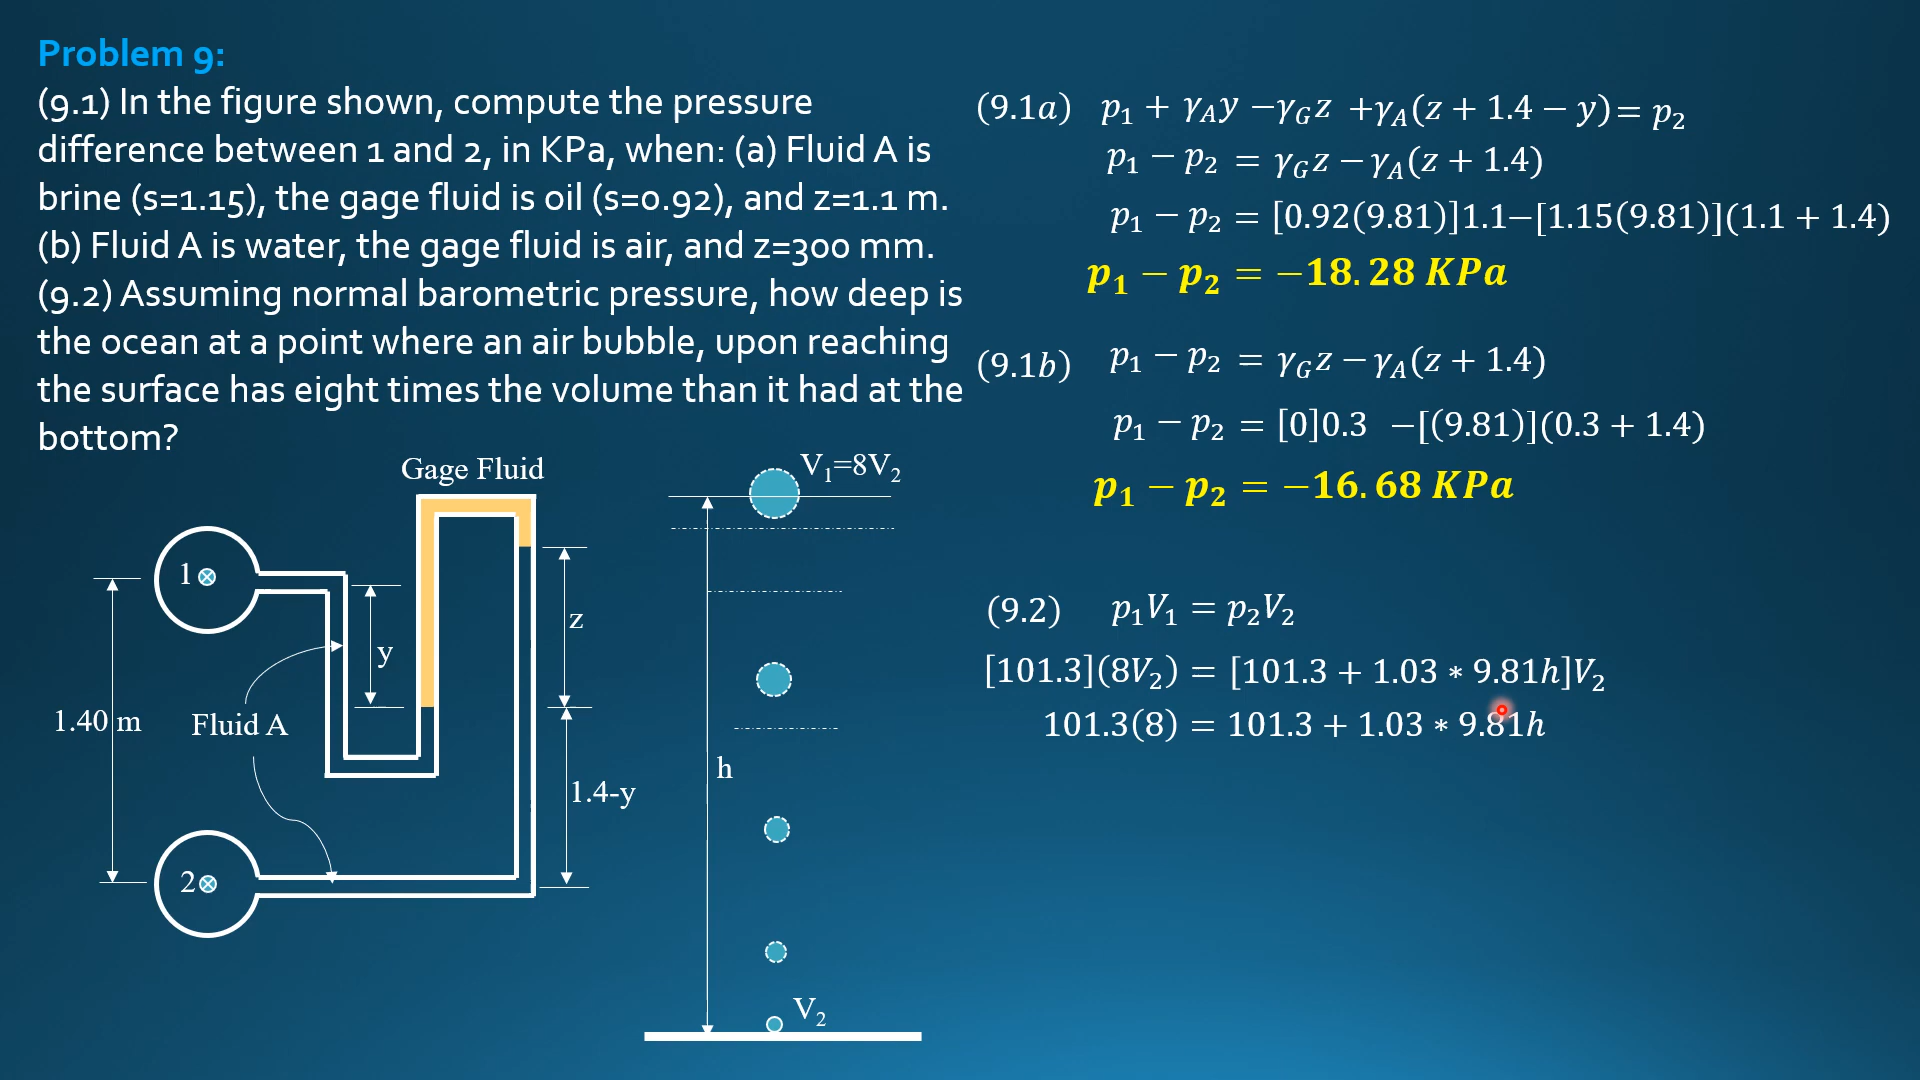 Problem 9:
(9.1) In the figure shown, compute the pressure
difference between 1 and 2, in KPa, when: (a) Fluid A is
brine (s=1.15), the gage fluid is oil (s=0.92), and z=1.1 m.
(b) Fluid A is water, the gage fluid is air, and z=300 mm.
(9.2) Assuming normal barometric pressure, how deep is
the ocean at a point where an air bubble, upon reaching
the surface has eight times the volume than it had at the
bottom?
Gage Fluid
1
y
z
1.40 m
Fluid A
1.4-y
2
V₁=8V₂
h
V₂
(9.1a) p₁ + γ_A y −γ_G z +γ_A(z + 1.4 − y) = p₂
p₁ − p₂ = γ_G z − γ_A(z + 1.4)
p₁ − p₂ = [0.92(9.81)]1.1−[1.15(9.81)](1.1 + 1.4)
p₁ − p₂ = −18.28 KPa
(9.1b) p₁ − p₂ = γ_G z − γ_A(z + 1.4)
p₁ − p₂ = [0]0.3 −[(9.81)](0.3 + 1.4)
p₁ − p₂ = −16.68 KPa
(9.2) p₁V₁ = p₂V₂
[101.3](8V₂) = [101.3 + 1.03 * 9.81h]V₂
101.3(8) = 101.3 + 1.03 * 9.81h